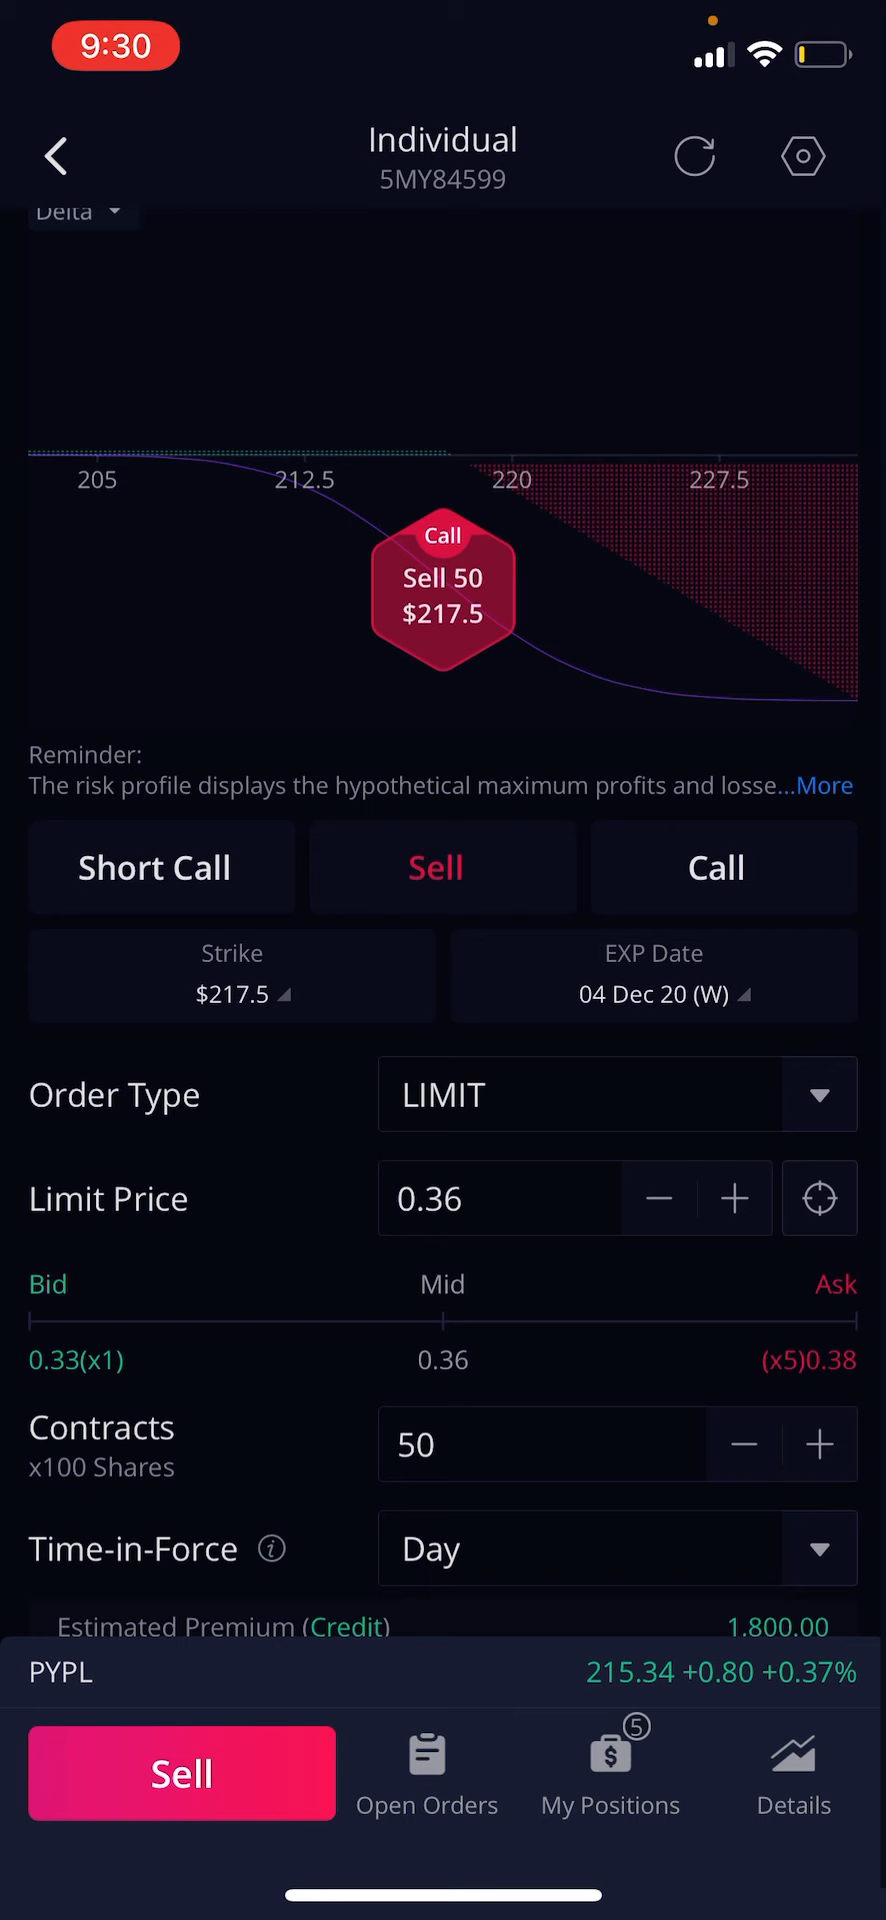 9:30
Individual
5MY84599
Delta
205 212.5 220 227.5
Call
Sell 50
$217.5
Reminder:
The risk profile displays the hypothetical maximum profits and losse...More
Short Call Sell Call
Strike EXP Date
$217.5 04 Dec 20 (W)
Order Type LIMIT
Limit Price 0.36
Bid Mid Ask
0.33(x1) 0.36 (x5)0.38
Contracts 50
x100 Shares
Time-in-Force Day
Estimated Premium (Credit) 1,800.00
PYPL 215.34 +0.80 +0.37%
5
Sell
Open Orders My Positions Details